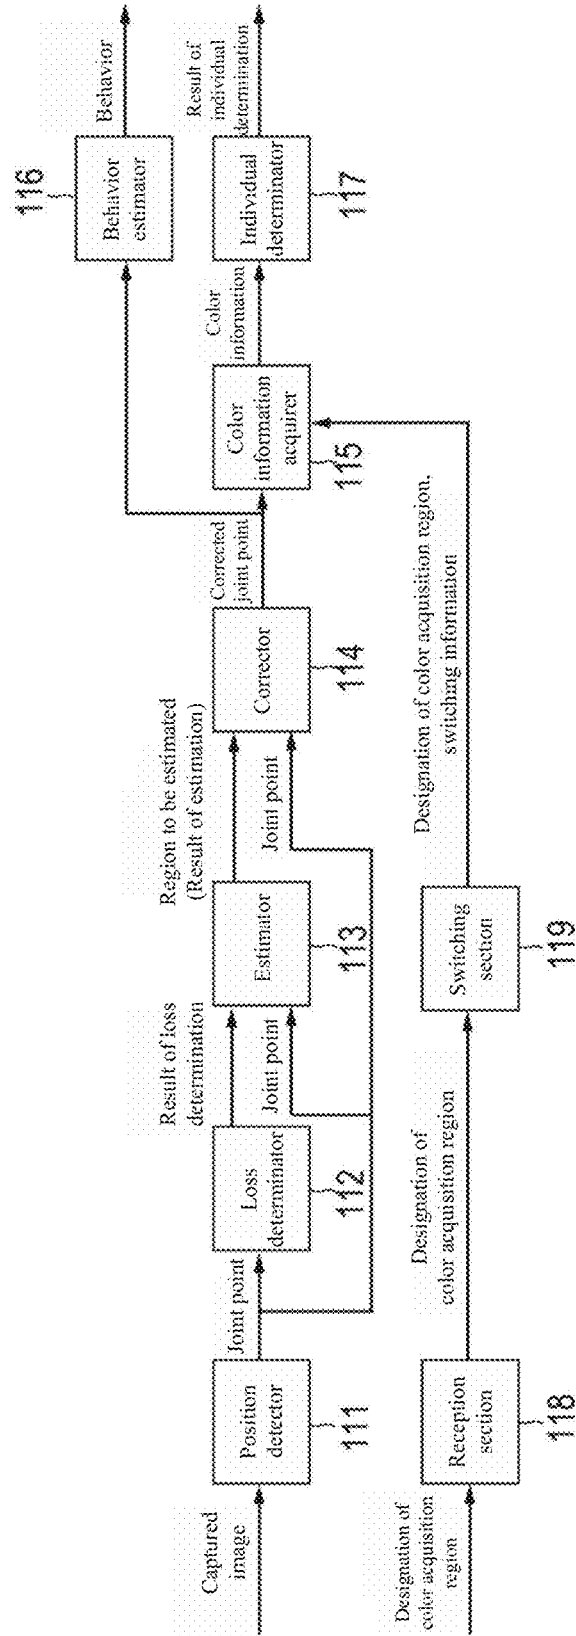 Captured
image
Position
detector
111
Joint point
Loss
determinator
112
Result of loss
determination
Joint point
Estimator
113
Region to be estimated
(Result of estimation)
Joint point
Corrector
114
Corrected
joint point
Color
information
acquirer
115
Color
information
Individual
determinator
117
Result of
individual
determination
Behavior
estimator
116
Behavior
Designation of
color acquisition
region
Reception
section
118
Designation of
color acquisition region
Switching
section
119
Designation of color acquisition region,
switching information